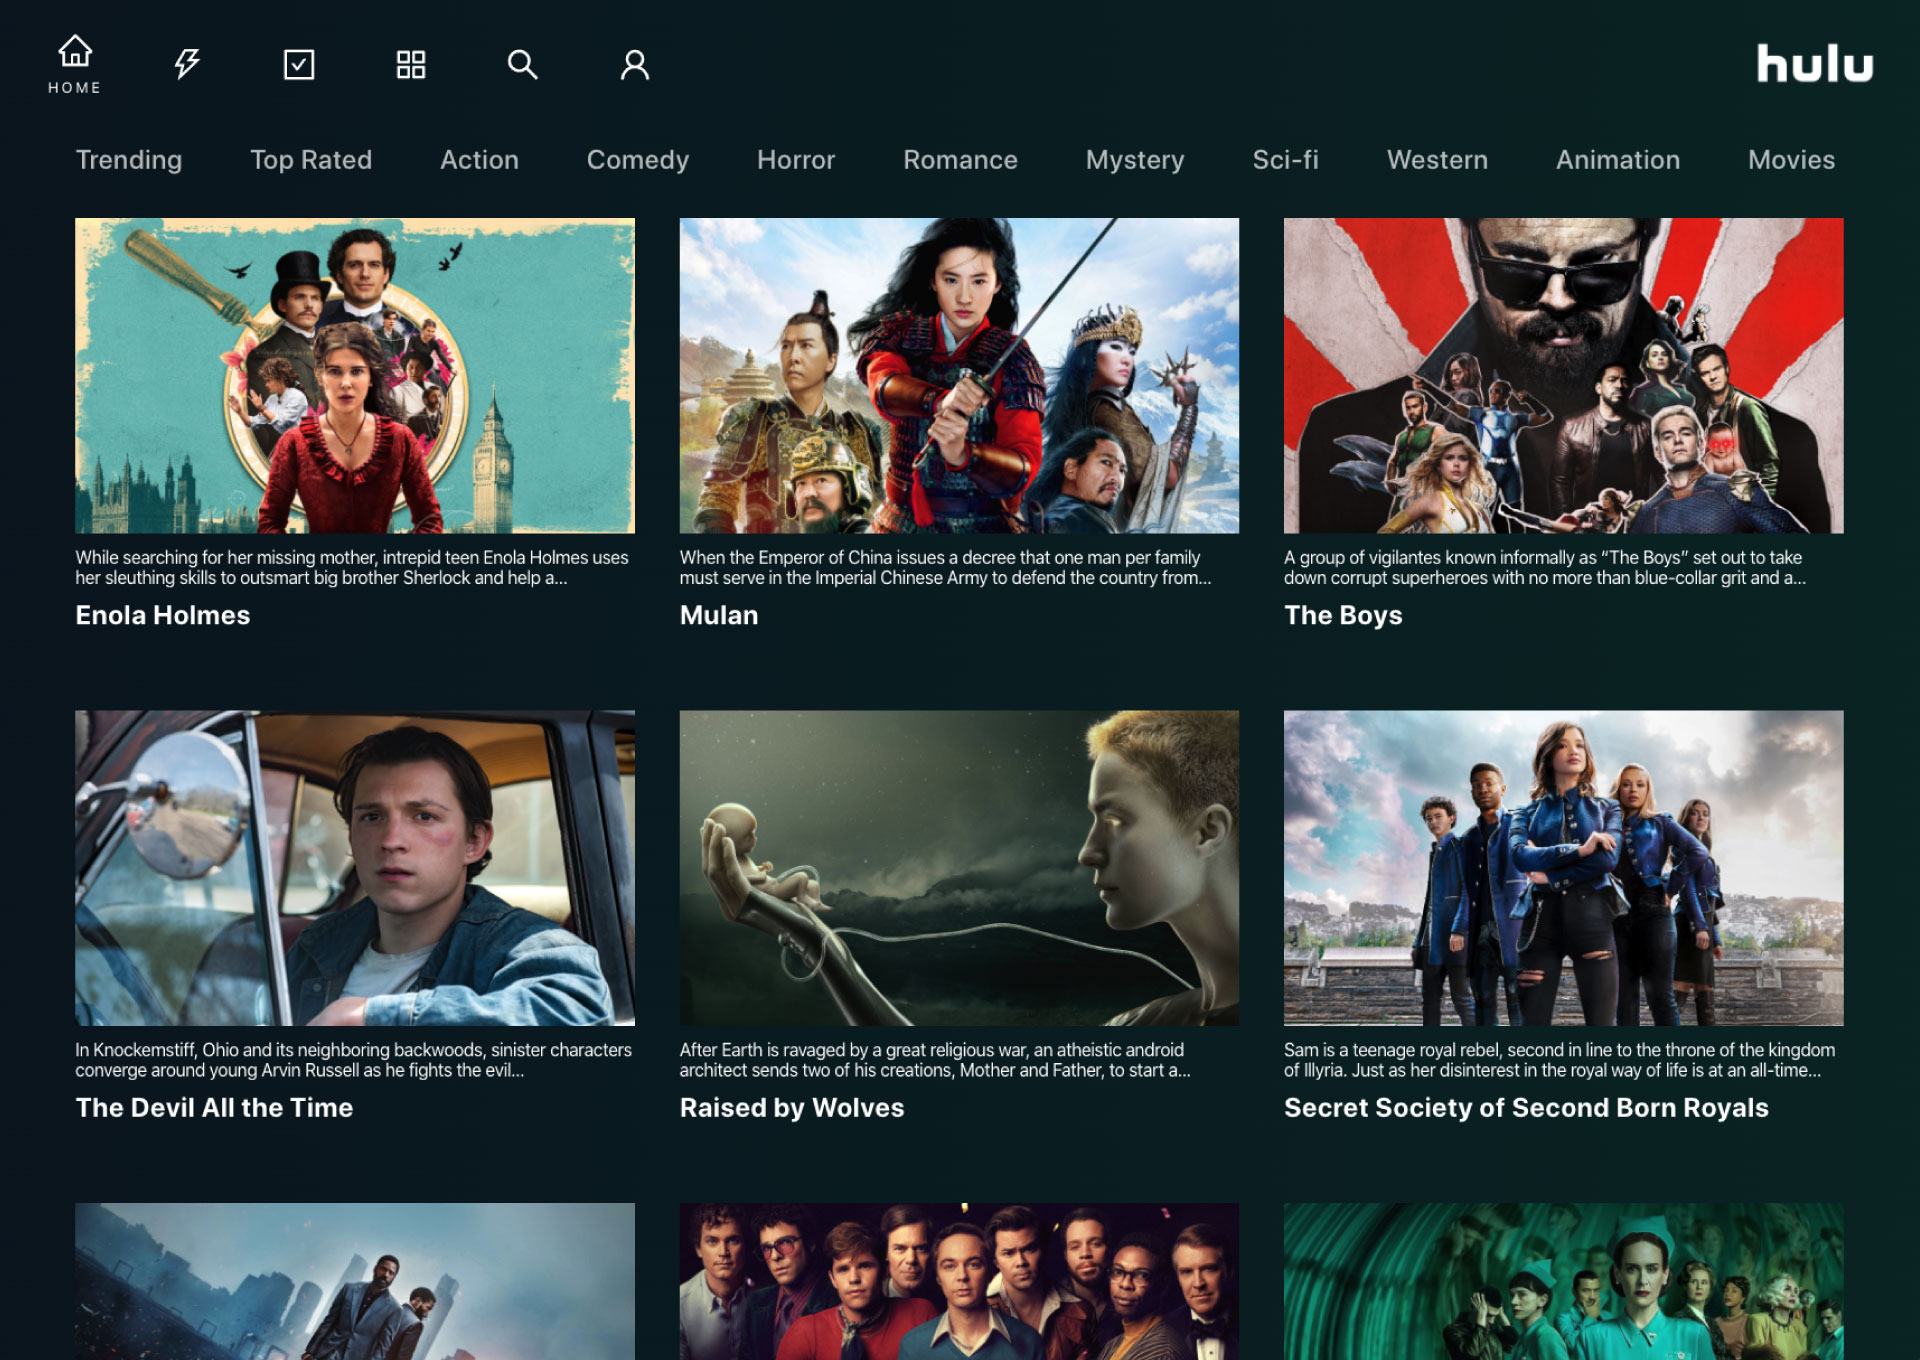 HOME
hulu
Trending
Top Rated
Action
Comedy
Horror
Romance
Mystery
Sci-fi
Western
Animation
Movies
While searching for her missing mother, intrepid teen Enola Holmes uses
her sleuthing skills to outsmart big brother Sherlock and help a...
Enola Holmes
When the Emperor of China issues a decree that one man per family
must serve in the Imperial Chinese Army to defend the country from...
Mulan
A group of vigilantes known informally as “The Boys” set out to take
down corrupt superheroes with no more than blue-collar grit and a...
The Boys
In Knockemstiff, Ohio and its neighboring backwoods, sinister characters
converge around young Arvin Russell as he fights the evil...
The Devil All the Time
After Earth is ravaged by a great religious war, an atheistic android
architect sends two of his creations, Mother and Father, to start a...
Raised by Wolves
Sam is a teenage royal rebel, second in line to the throne of the kingdom
of Illyria. Just as her disinterest in the royal way of life is at an all-time...
Secret Society of Second Born Royals